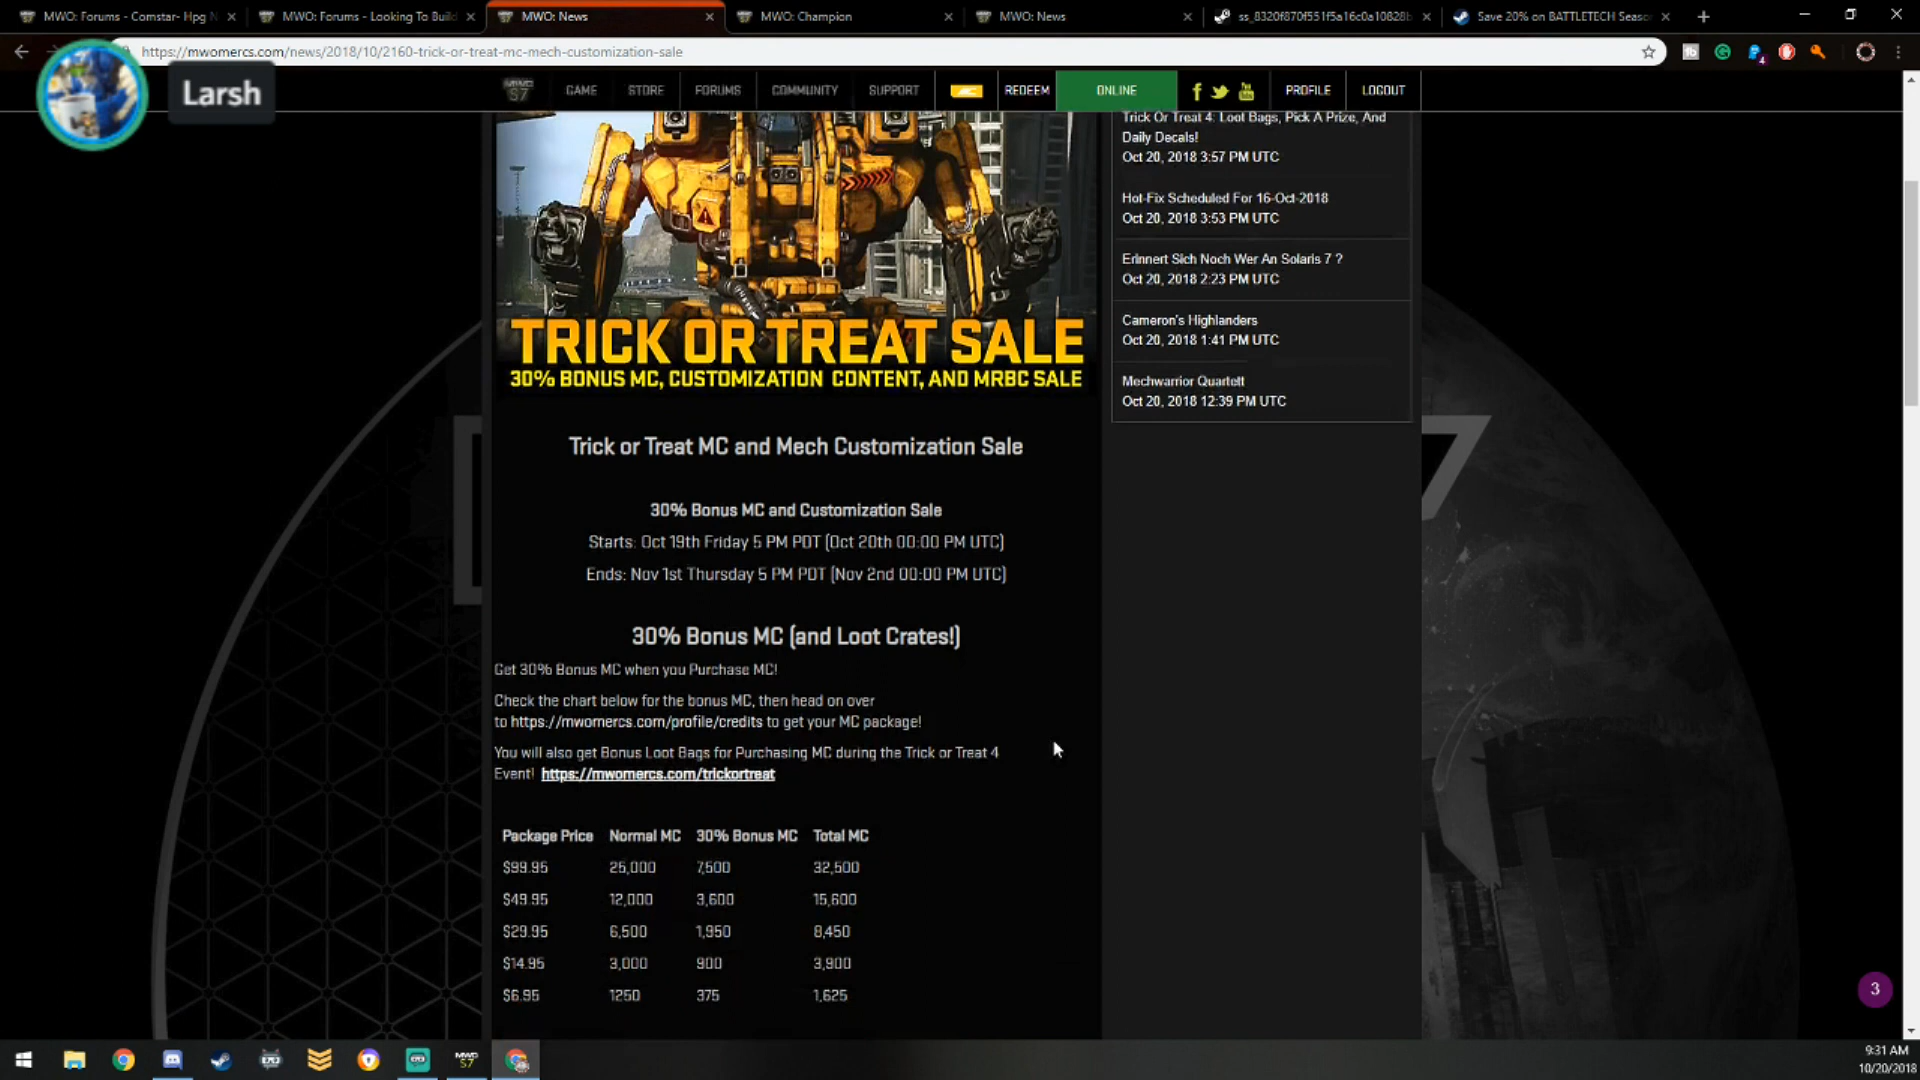 MWO: Forums - Comstar- Hpg N
MWO: Forums - Looking To Build
MWO: News
MWO: Champion
MWO: News
ss_8320f870f551f5a16c0a10828b
Save 20% on BATTLETECH Seaso
https://mwomercs.com/news/2018/10/2160-trick-or-treat-mc-mech-customization-sale
Larsh
MWO S7
GAME
STORE
FORUMS
COMMUNITY
SUPPORT
MC
REDEEM
ONLINE
PROFILE
LOGOUT
Trick Or Treat 4: Loot Bags, Pick A Prize, And
Daily Decals!
Oct 20, 2018 3:57 PM UTC
Hot-Fix Scheduled For 16-Oct-2018
Oct 20, 2018 3:53 PM UTC
Erinnert Sich Noch Wer An Solaris 7 ?
Oct 20, 2018 2:23 PM UTC
Cameron's Highlanders
Oct 20, 2018 1:41 PM UTC
Mechwarrior Quartett
Oct 20, 2018 12:39 PM UTC
TRICK OR TREAT SALE
30% BONUS MC, CUSTOMIZATION CONTENT, AND MRBC SALE
Trick or Treat MC and Mech Customization Sale
30% Bonus MC and Customization Sale
Starts: Oct 19th Friday 5 PM PDT (Oct 20th 00:00 PM UTC)
Ends: Nov 1st Thursday 5 PM PDT (Nov 2nd 00:00 PM UTC)
30% Bonus MC (and Loot Crates!)
Get 30% Bonus MC when you Purchase MC!
Check the chart below for the bonus MC, then head on over
to https://mwomercs.com/profile/credits to get your MC package!
You will also get Bonus Loot Bags for Purchasing MC during the Trick or Treat 4
Event! https://mwomercs.com/trickortreat
Package Price Normal MC 30% Bonus MC Total MC
$99.95 25,000 7,500 32,500
$49.95 12,000 3,600 15,600
$29.95 6,500 1,950 8,450
$14.95 3,000 900 3,900
$6.95 1250 375 1,625
3
4
7
MWO S7
9:31 AM
10/20/2018